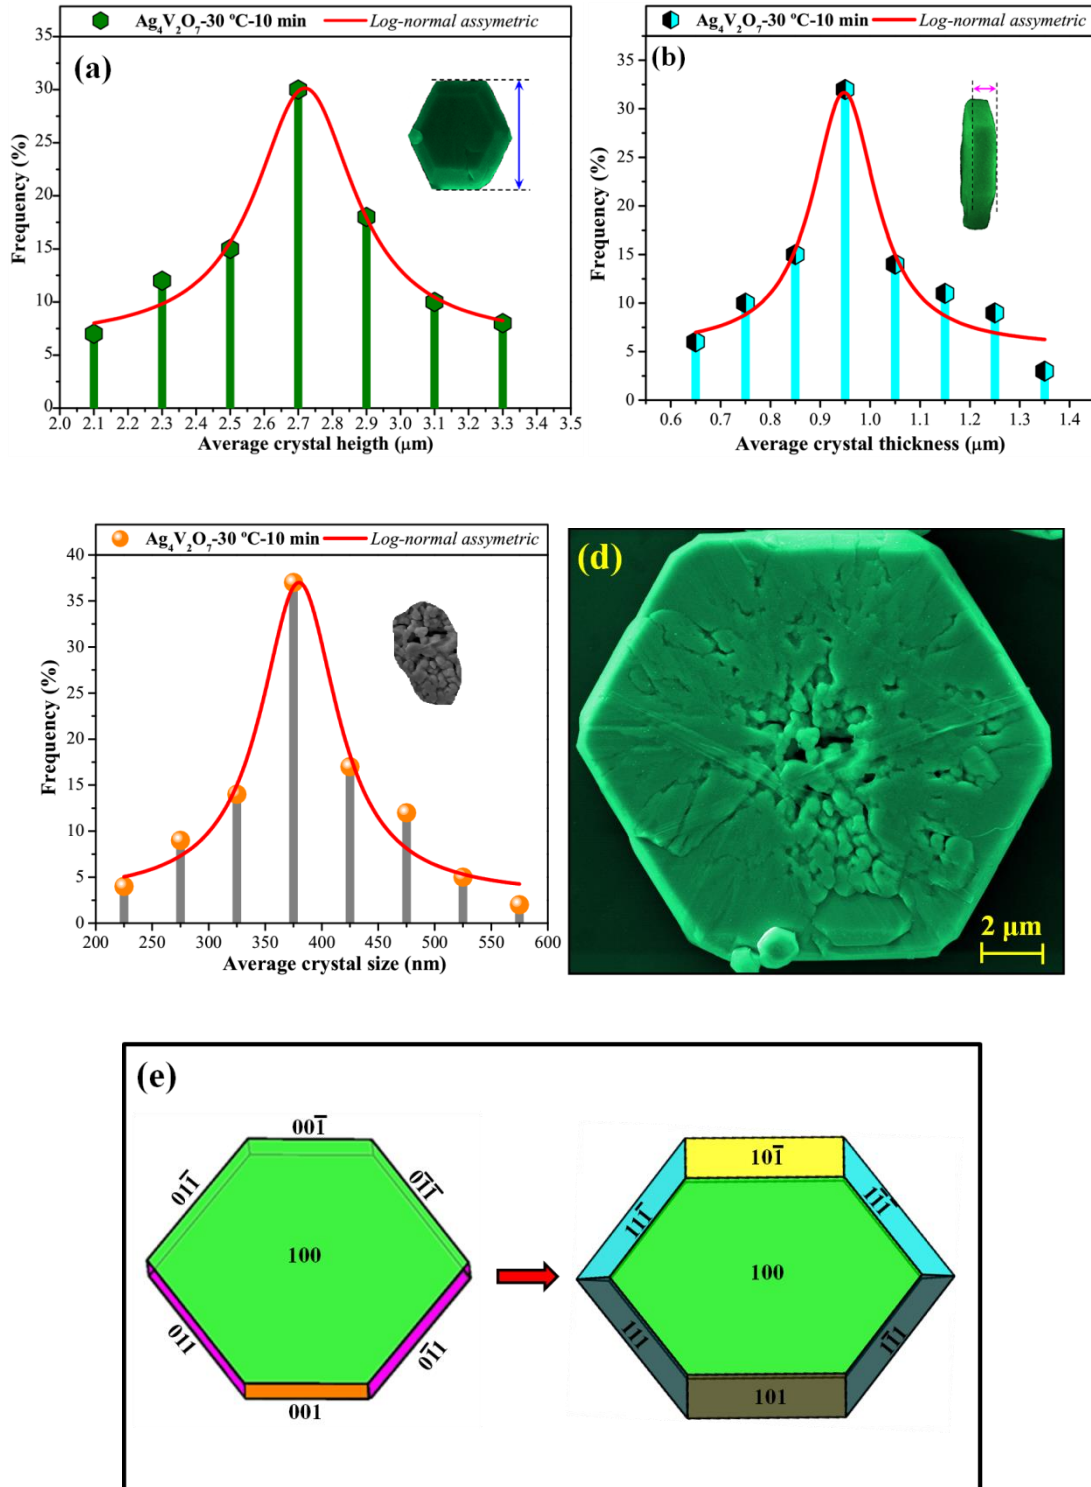 Ag₄V₂O₇-30 ºC-10 min Log-normal assymetric
(a)
Frequency (%)
35
30
25
20
15
10
5
0
2.0 2.1 2.2 2.3 2.4 2.5 2.6 2.7 2.8 2.9 3.0 3.1 3.2 3.3 3.4 3.5
Average crystal heigth (μm)
Ag₄V₂O₇-30 ºC-10 min Log-normal assymetric
(b)
Frequency (%)
35
30
25
20
15
10
5
0
0.6 0.7 0.8 0.9 1.0 1.1 1.2 1.3 1.4
Average crystal thickness (μm)
Ag₄V₂O₇-30 ºC-10 min Log-normal assymetric
Frequency (%)
40
35
30
25
20
15
10
5
0
200 250 300 350 400 450 500 550 600
Average crystal size (nm)
(d)
2 μm
(e)
001̅
011̅
01̅1̅
100
011
01̅1
001
101̅
111̅
11̅1̅
100
111
11̅1
101